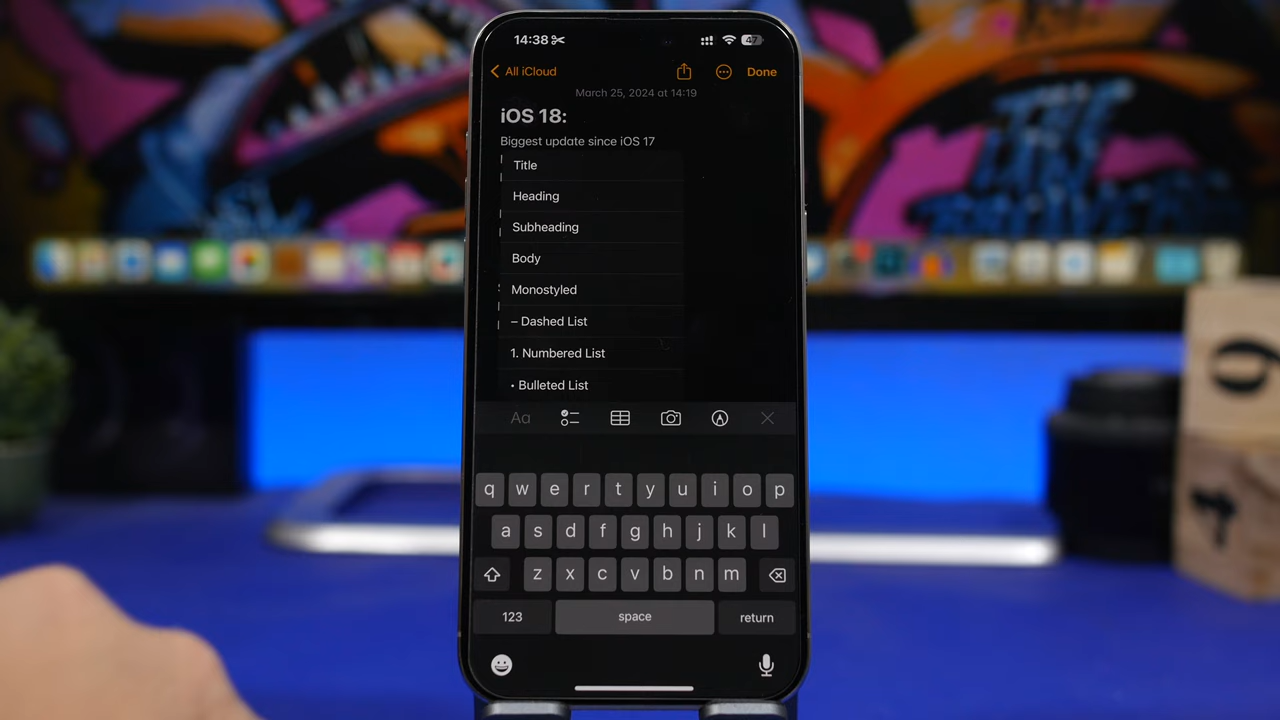 14:38
47
All iCloud
Done
March 25, 2024 at 14:19
iOS 18:
Biggest update since iOS 17
Title
Heading
Subheading
Body
Monostyled
– Dashed List
1. Numbered List
• Bulleted List
Aa
q w e r t y u i o p
a s d f g h j k l
z x c v b n m
123 space return